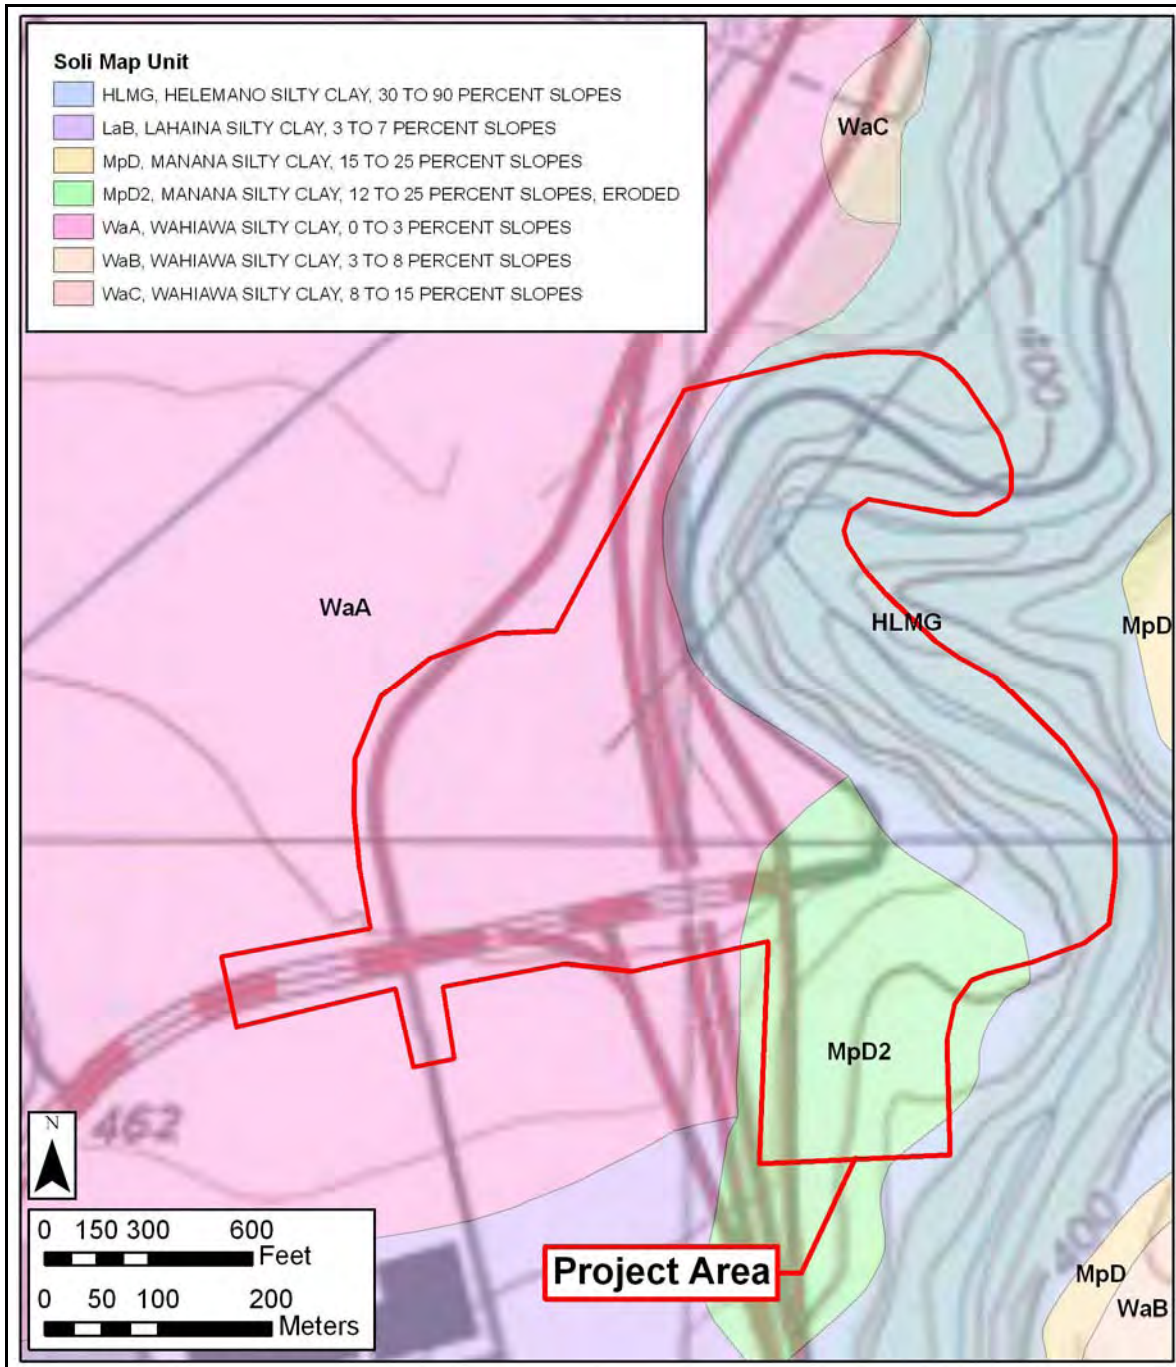 Soli Map Unit
HLMG, HELEMANO SILTY CLAY, 30 TO 90 PERCENT SLOPES
LaB, LAHAINA SILTY CLAY, 3 TO 7 PERCENT SLOPES
MpD, MANANA SILTY CLAY, 15 TO 25 PERCENT SLOPES
MpD2, MANANA SILTY CLAY, 12 TO 25 PERCENT SLOPES, ERODED
WaA, WAHIAWA SILTY CLAY, 0 TO 3 PERCENT SLOPES
WaB, WAHIAWA SILTY CLAY, 3 TO 8 PERCENT SLOPES
WaC, WAHIAWA SILTY CLAY, 8 TO 15 PERCENT SLOPES
WaC
400
WaA
HLMG
MpD
MpD2
462
N
0 150 300 600
Feet
0 50 100 200
Meters
Project Area
400
MpD
WaB